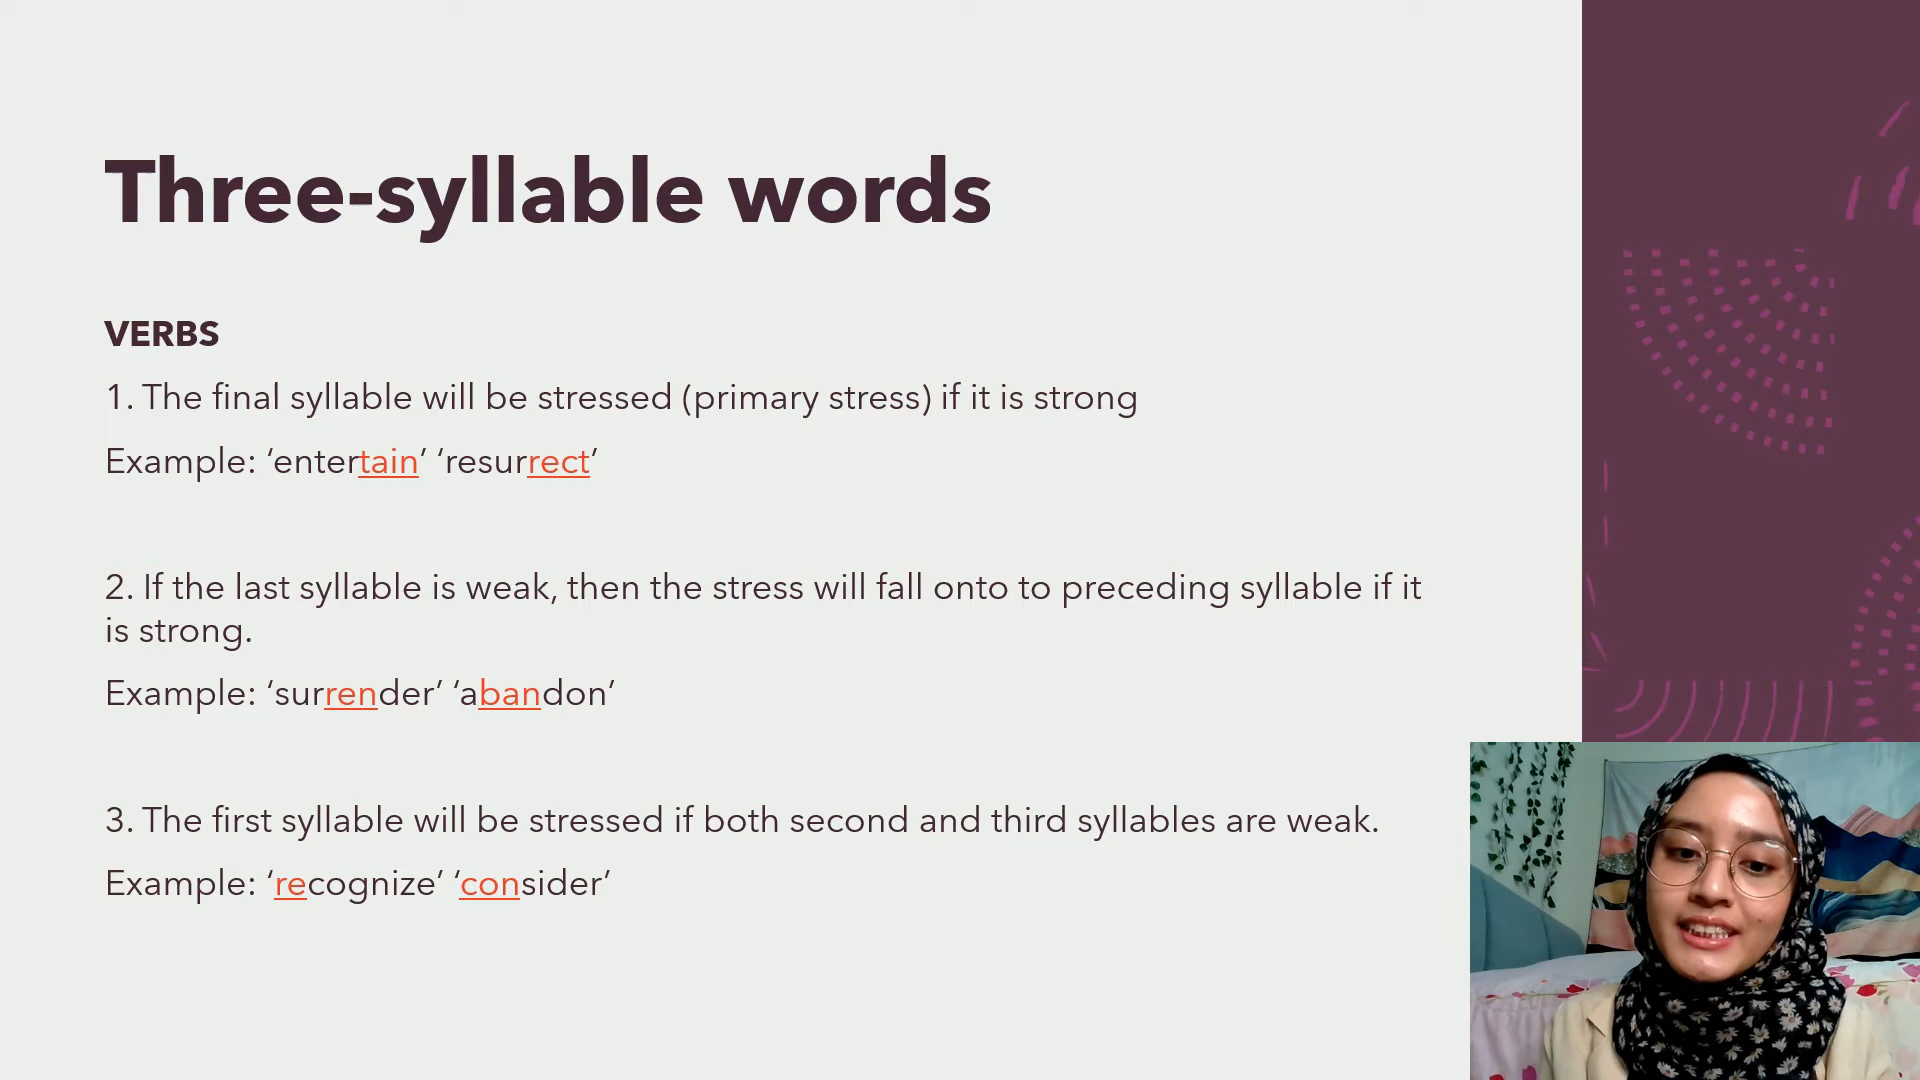 Three-syllable words
VERBS
1. The final syllable will be stressed (primary stress) if it is strong
Example: ‘entertain’ ‘resurrect’
2. If the last syllable is weak, then the stress will fall onto to preceding syllable if it
is strong.
Example: ‘surrender’ ‘abandon’
3. The first syllable will be stressed if both second and third syllables are weak.
Example: ‘recognize’ ‘consider’